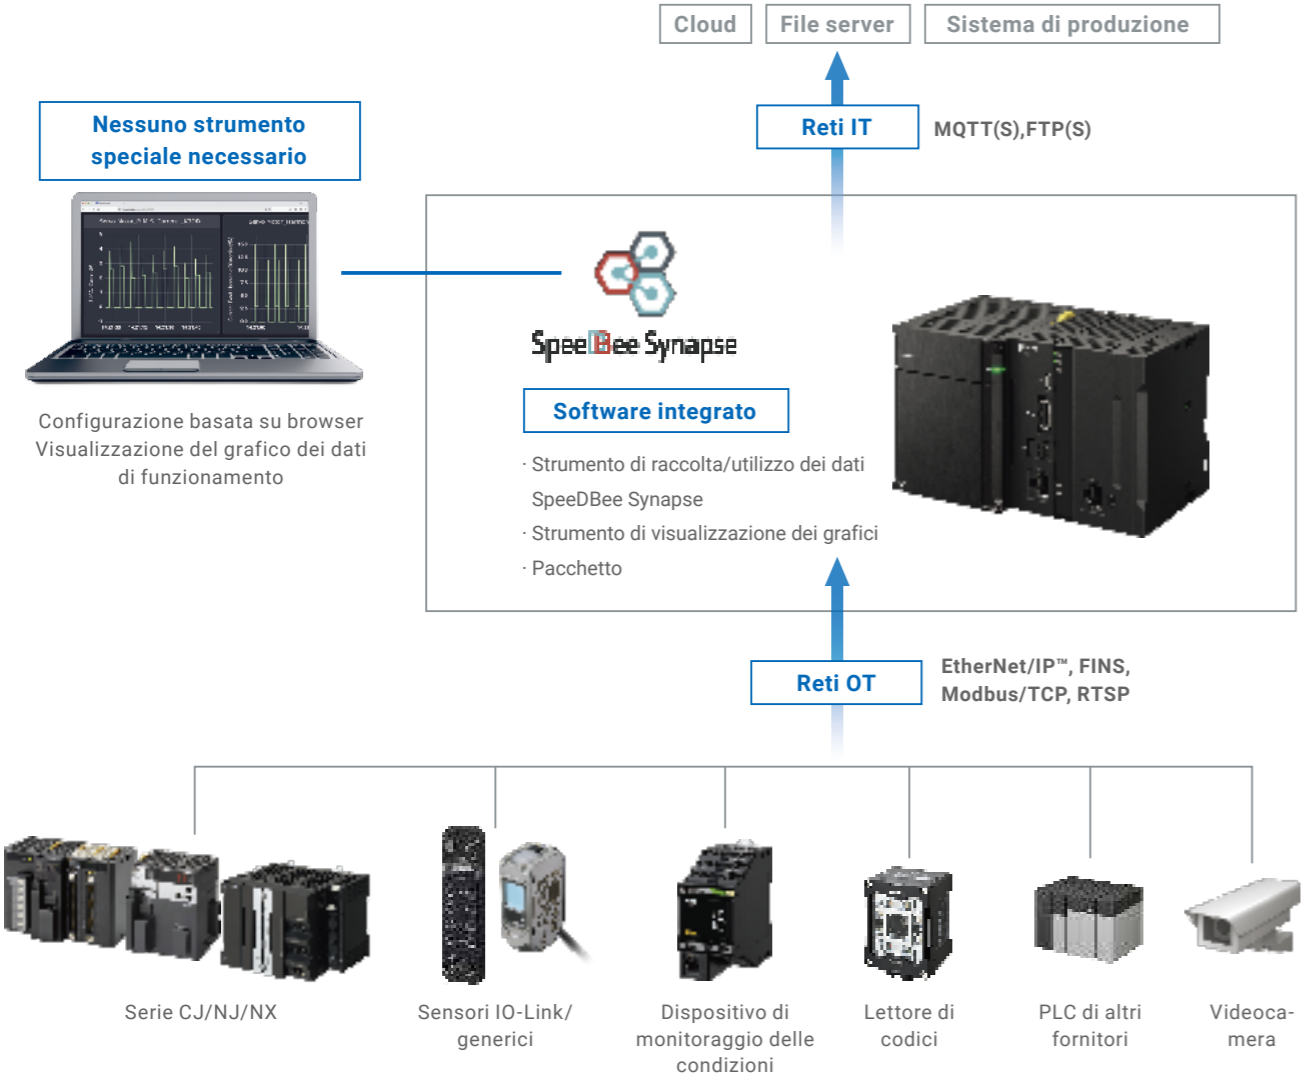 Cloud
File server
Sistema di produzione
Reti IT
MQTT(S),FTP(S)
Nessuno strumento
speciale necessario
Configurazione basata su browser
Visualizzazione del grafico dei dati
di funzionamento
SpeeDBee Synapse
Software integrato
· Strumento di raccolta/utilizzo dei dati
SpeeDBee Synapse
· Strumento di visualizzazione dei grafici
· Pacchetto
Reti OT
EtherNet/IP™, FINS,
Modbus/TCP, RTSP
Serie CJ/NJ/NX
Sensori IO-Link/
generici
Dispositivo di
monitoraggio delle
condizioni
Lettore di
codici
PLC di altri
fornitori
Videoca-
mera